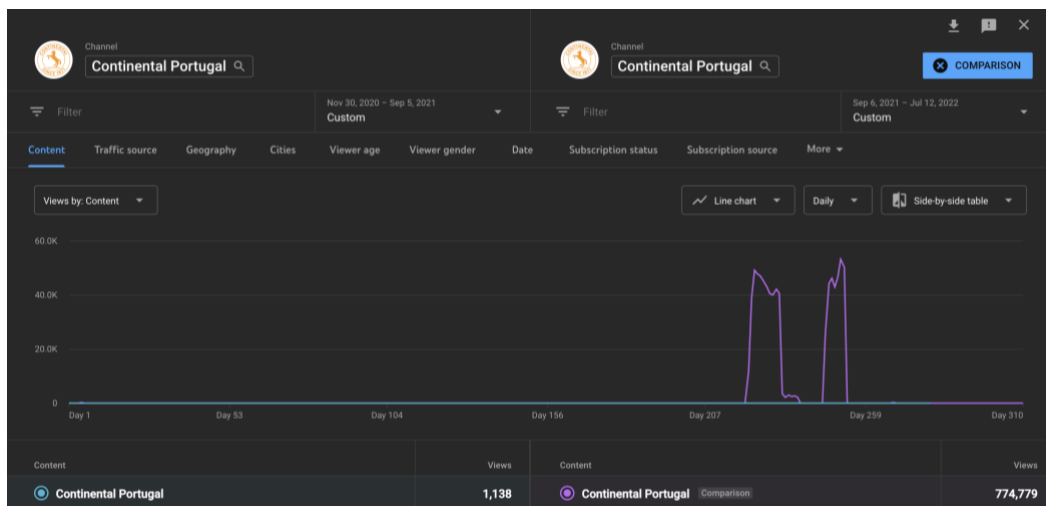 Channel
Continental Portugal
Channel
Continental Portugal
COMPARISON
Filter
Nov 30, 2020 – Sep 5, 2021
Custom
Filter
Sep 6, 2021 – Jul 12, 2022
Custom
Content Traffic source Geography Cities Viewer age Viewer gender Date Subscription status Subscription source More
Views by: Content
Line chart
Daily
Side-by-side table
60.0K
40.0K
20.0K
0
Day 1 Day 53 Day 104 Day 156 Day 207 Day 259 Day 310
Content Views Content Views
Continental Portugal 1,138 Continental Portugal Comparison 774,779